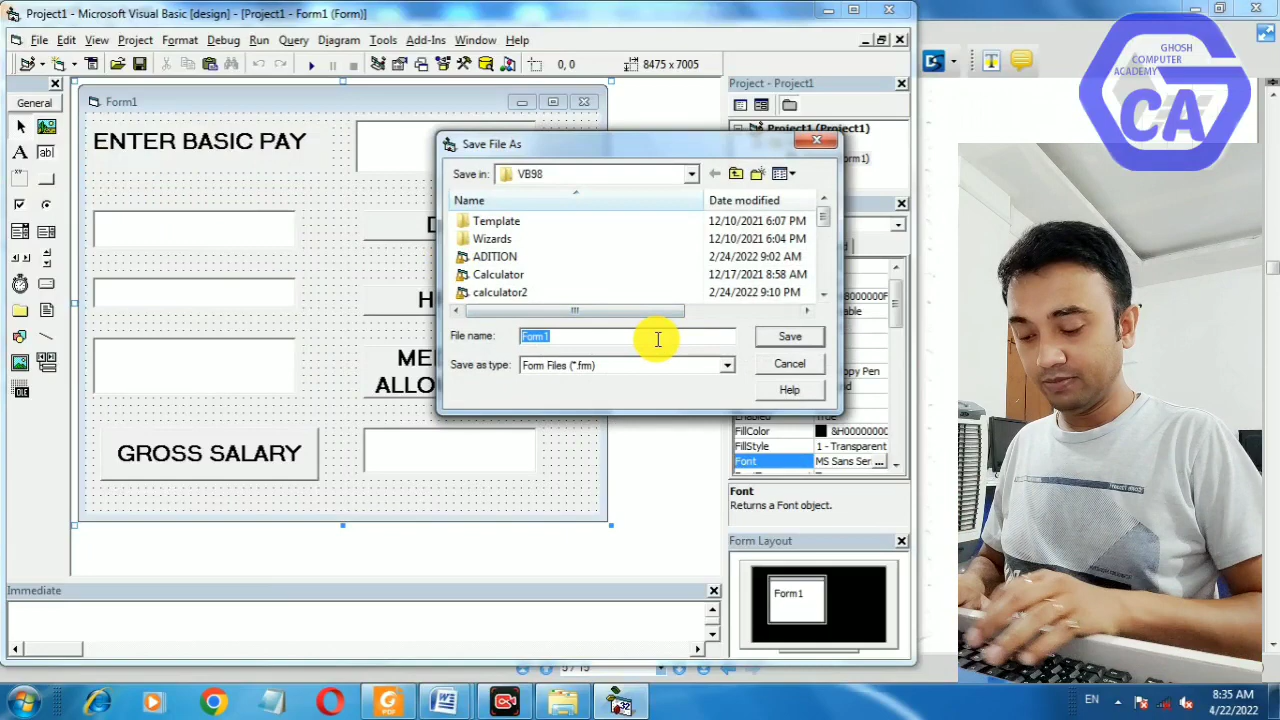 Project1 - Microsoft Visual Basic [design] - [Project1 - Form1 (Form)]
File Edit View Project Format Debug Run Query Diagram Tools Add-Ins Window Help
0, 0
8475 x 7005
GHOSH
COMPUTER
ACADEMY
CA
General
Form1
ENTER BASIC PAY
D
H
ME
ALLO
GROSS SALARY
Project - Project1
Project1 (Project1)
Save File As
Save in: VB98
Name Date modified
Template 12/10/2021 6:07 PM
Wizards 12/10/2021 6:04 PM
ADITION 2/24/2022 9:02 AM
Calculator 12/17/2021 8:58 AM
calculator2 2/24/2022 9:10 PM
File name: Form1
Save as type: Form Files (*.frm)
Save
Cancel
Help
FillColor &H0000000
FillStyle 1 - Transparent
Font MS Sans Ser ...
Font
Returns a Font object.
Form Layout
Form1
Immediate
EN
8:35 AM
4/22/2022